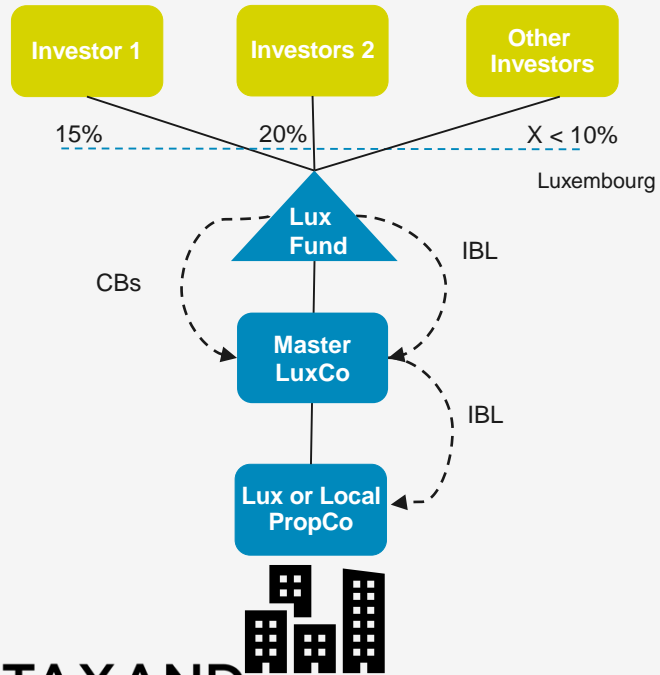 Investor 1
Investors 2
Other
Investors
15%
20%
X < 10%
Luxembourg
Lux
Fund
CBs
IBL
Master
LuxCo
IBL
Lux or Local
PropCo
TAXAND